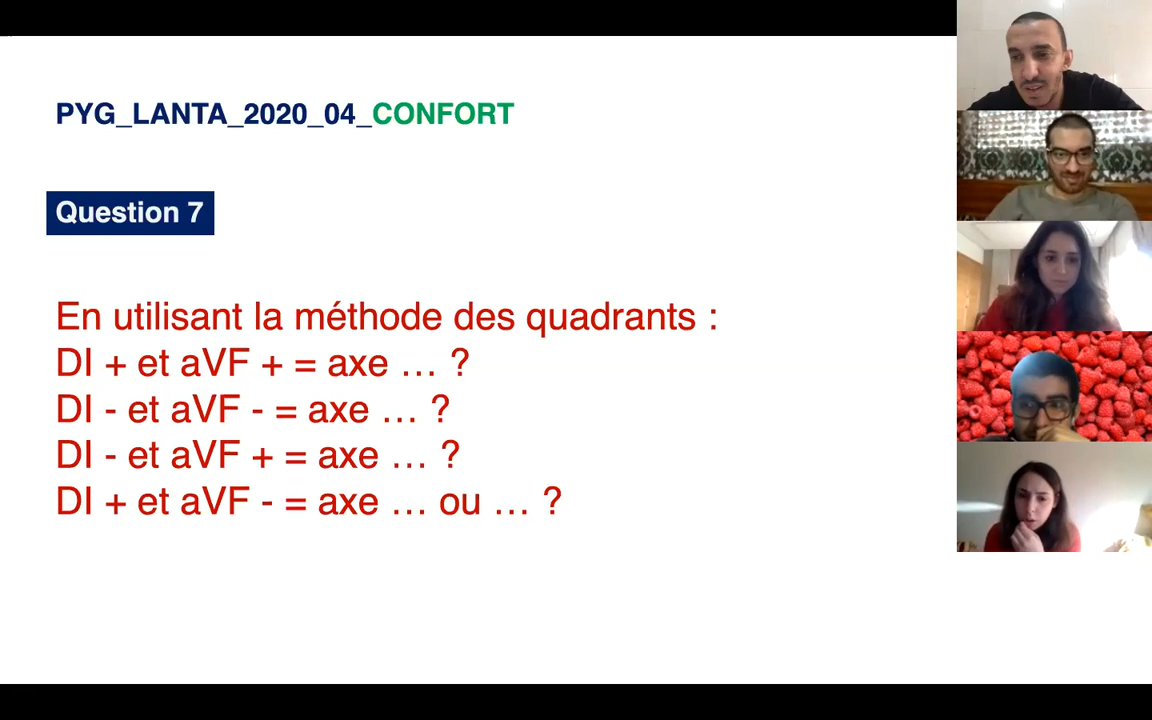 PYG_LANTA_2020_04_CONFORT
Question 7
En utilisant la méthode des quadrants :
DI + et aVF + = axe … ?
DI - et aVF - = axe … ?
DI - et aVF + = axe … ?
DI + et aVF - = axe … ou … ?